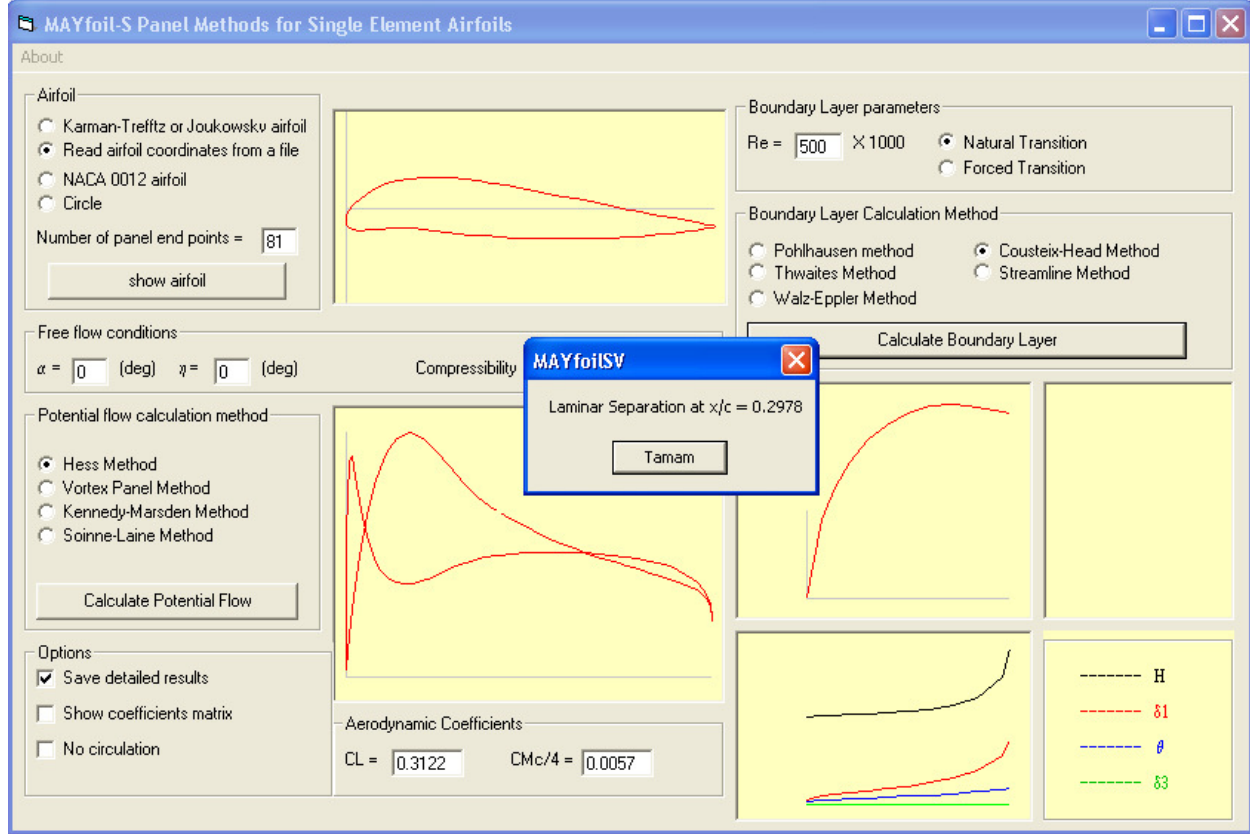 MAYfoil-S Panel Methods for Single Element Airfoils
About
Airfoil
Karman-Trefftz or Joukowskv airfoil
Read airfoil coordinates from a file
NACA 0012 airfoil
Circle
Number of panel end points = 81
show airfoil
Boundary Layer parameters
Re = 500 X 1000
Natural Transition
Forced Transition
Boundary Layer Calculation Method
Pohlhausen method
Cousteix-Head Method
Thwaites Method
Streamline Method
Walz-Eppler Method
Calculate Boundary Layer
Free flow conditions
α = 0 (deg) η = 0 (deg) Compressibility
MAYfoilSV
Laminar Separation at x/c = 0.2978
Tamam
Potential flow calculation method
Hess Method
Vortex Panel Method
Kennedy-Marsden Method
Soinne-Laine Method
Calculate Potential Flow
Options
Save detailed results
Show coefficients matrix
No circulation
Aerodynamic Coefficients
CL = 0.3122 CMc/4 = 0.0057
------- H
------- δ1
------- θ
------- δ3